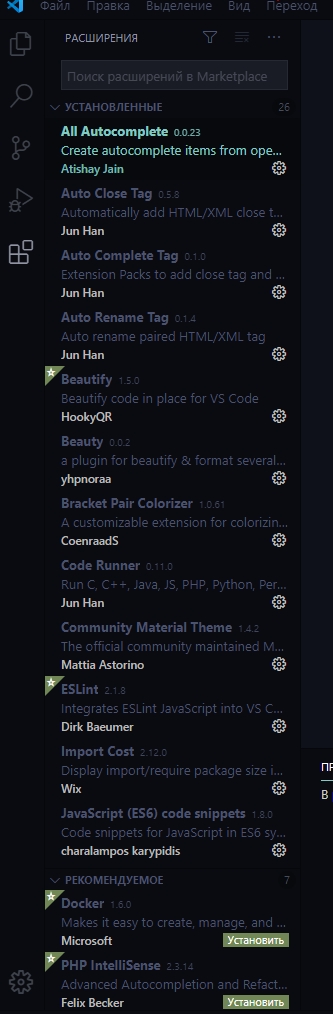 Файл Правка Выделение Вид Переход
РАСШИРЕНИЯ
Поиск расширений в Marketplace
УСТАНОВЛЕННЫЕ 26
All Autocomplete 0.0.23
Create autocomplete items from ope...
Atishay Jain
Auto Close Tag 0.5.8
Automatically add HTML/XML close t...
Jun Han
Auto Complete Tag 0.1.0
Extension Packs to add close tag and ...
Jun Han
Auto Rename Tag 0.1.4
Auto rename paired HTML/XML tag
Jun Han
Beautify 1.5.0
Beautify code in place for VS Code
HookyQR
Beauty 0.0.2
a plugin for beautify & format several...
yhpnoraa
Bracket Pair Colorizer 1.0.61
A customizable extension for colorizin...
CoenraadS
Code Runner 0.11.0
Run C, C++, Java, JS, PHP, Python, Per...
Jun Han
Community Material Theme 1.4.2
The official community maintained M...
Mattia Astorino
ESLint 2.1.8
Integrates ESLint JavaScript into VS C...
Dirk Baeumer
Import Cost 2.12.0
Display import/require package size i...
Wix
JavaScript (ES6) code snippets 1.8.0
Code snippets for JavaScript in ES6 sy...
charalampos karypidis
РЕКОМЕНДУЕМОЕ 7
Docker 1.6.0
Makes it easy to create, manage, and ...
Microsoft Установить
PHP IntelliSense 2.3.14
Advanced Autocompletion and Refact...
Felix Becker Установить
ПР
В